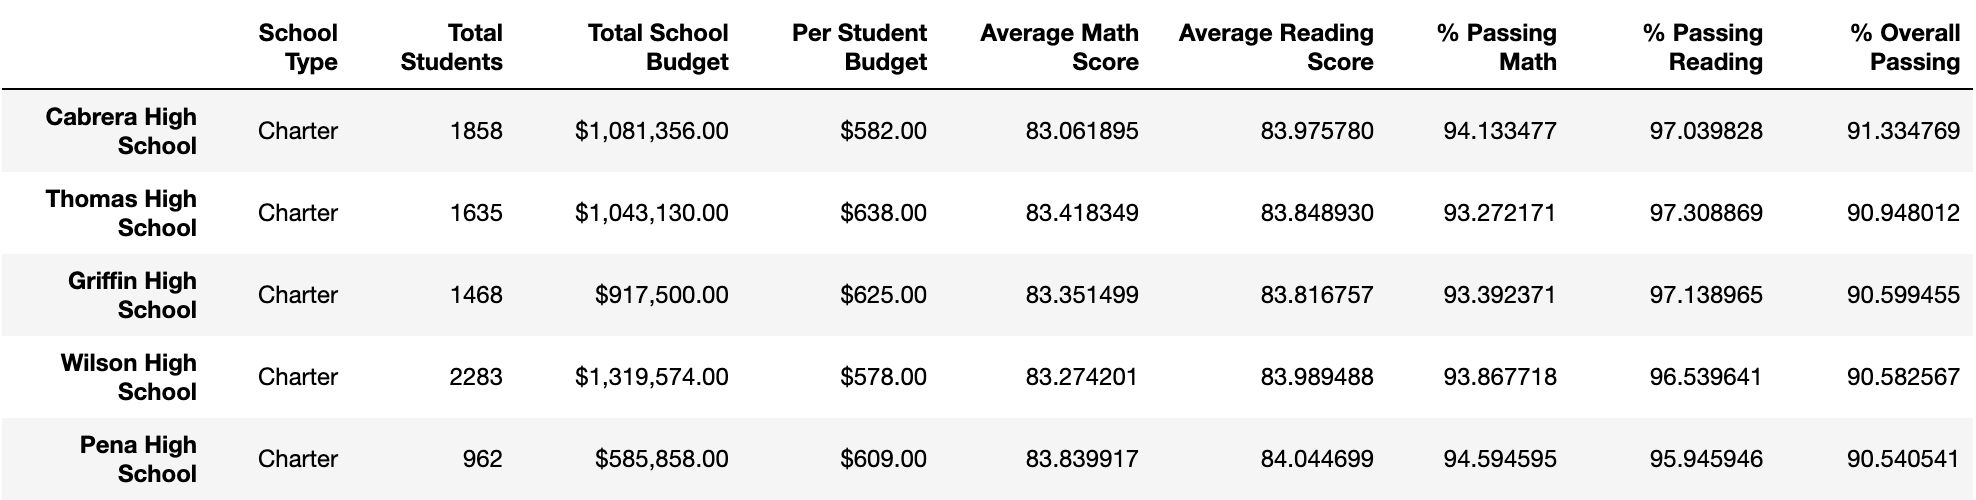 School Type Total Students Total School Budget Per Student Budget Average Math Score Average Reading Score % Passing Math % Passing Reading % Overall Passing
Cabrera High School Charter 1858 $1,081,356.00 $582.00 83.061895 83.975780 94.133477 97.039828 91.334769
Thomas High School Charter 1635 $1,043,130.00 $638.00 83.418349 83.848930 93.272171 97.308869 90.948012
Griffin High School Charter 1468 $917,500.00 $625.00 83.351499 83.816757 93.392371 97.138965 90.599455
Wilson High School Charter 2283 $1,319,574.00 $578.00 83.274201 83.989488 93.867718 96.539641 90.582567
Pena High School Charter 962 $585,858.00 $609.00 83.839917 84.044699 94.594595 95.945946 90.540541